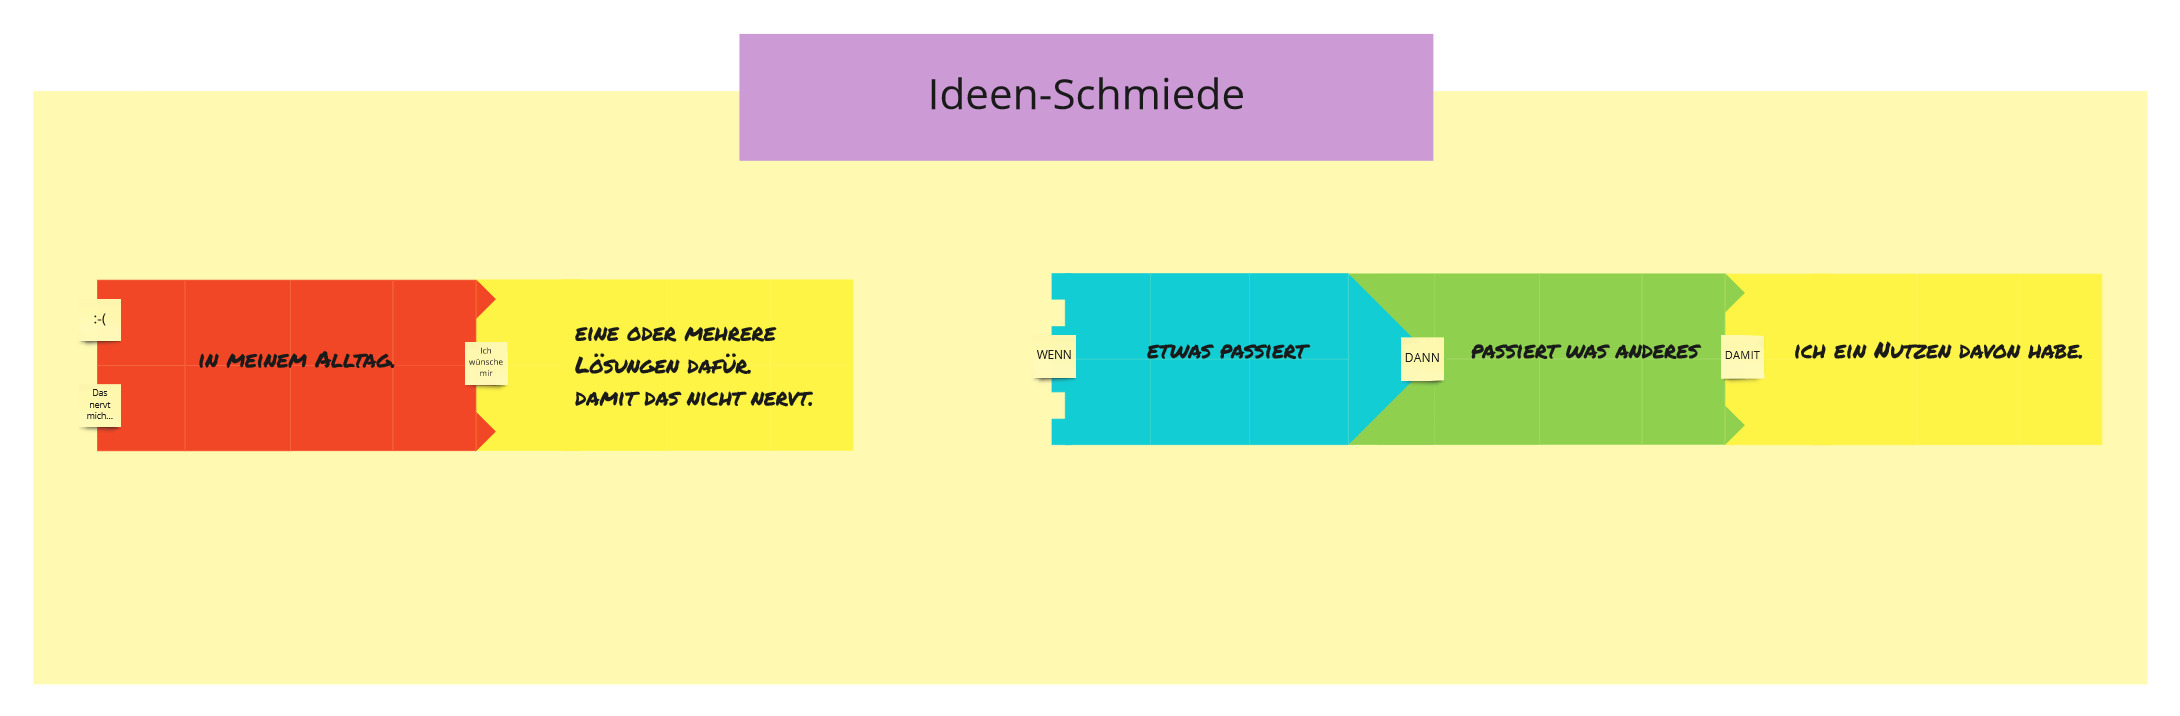 Ideen-Schmiede
:-(
Das
nervt
mich...
in meinem Alltag.
Ich
wünsche
mir
eine oder mehrere
Lösungen dafür.
damit das nicht nervt.
WENN
etwas passiert
DANN
passiert was anderes
DAMIT
ich ein Nutzen davon habe.